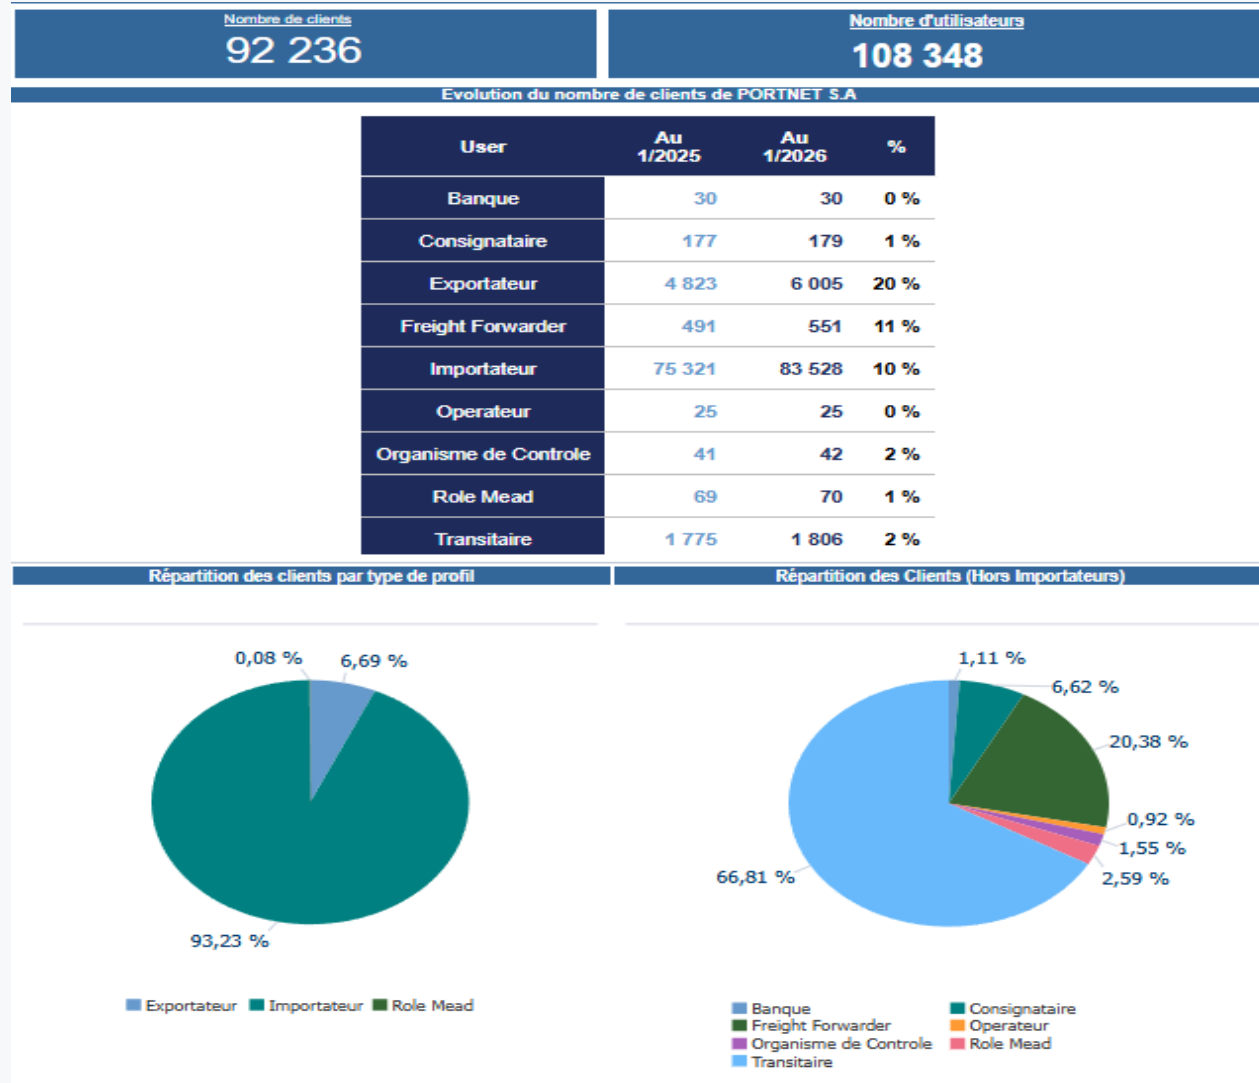 Nombre de clients
92 236
Nombre d'utilisateurs
108 348
Evolution du nombre de clients de PORTNET S.A
User Au 1/2025 Au 1/2026 %
Banque 30 30 0 %
Consignataire 177 179 1 %
Exportateur 4 823 6 005 20 %
Freight Forwarder 491 551 11 %
Importateur 75 321 83 528 10 %
Operateur 25 25 0 %
Organisme de Controle 41 42 2 %
Role Mead 69 70 1 %
Transitaire 1 775 1 806 2 %
Répartition des clients par type de profil
0,08 %
6,69 %
93,23 %
Exportateur Importateur Role Mead
Répartition des Clients (Hors Importateurs)
1,11 %
6,62 %
20,38 %
0,92 %
1,55 %
2,59 %
66,81 %
Banque Consignataire
Freight Forwarder Operateur
Organisme de Controle Role Mead
Transitaire